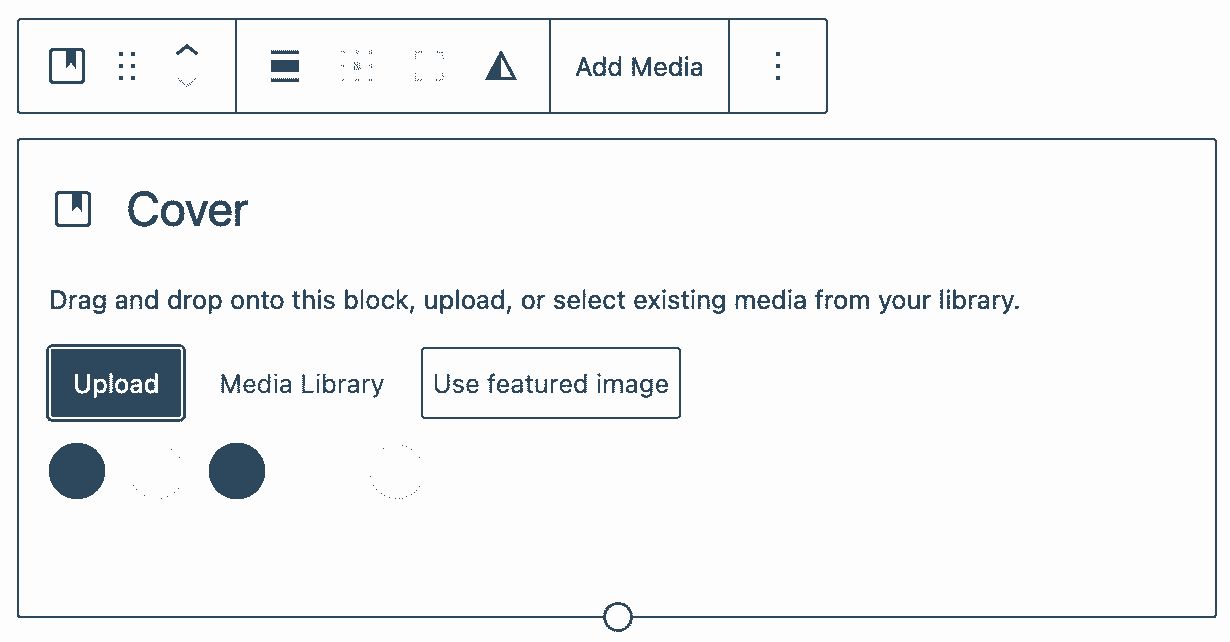 Add Media
Cover
Drag and drop onto this block, upload, or select existing media from your library.
Upload
Media Library
Use featured image